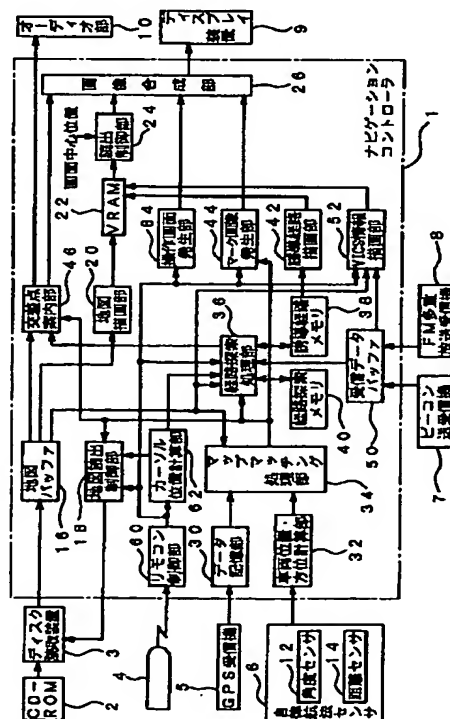 オーディオ部
10
ディスプレイ
装置
9
画像合成部
26
ナビゲーション
コントローラ
1
画面中心位置
読出
制御部
24
VRAM
22
操作画面
発生部
84
マーク画像
発生部
44
誘導経路
描画部
42
VICS情報
描画部
52
交差点
案内部
46
地図
描画部
20
経路探索
処理部
36
誘導経路
メモリ
38
経路探索
メモリ
40
受信データ
バッファ
50
FM多重
放送受信機
8
ビーコン
送受信機
7
地図
バッファ
16
地図読出
制御部
18
カーソル
位置計算部
62
マップマッチング
処理部
34
リモコン
制御部
60
データ
記憶部
30
車両位置・
方位計算部
32
ディスク
読取装置
3
CD-
ROM
2
4
GPS受信機
5
6
角度センサ
12
距離センサ
14
自律航法センサ